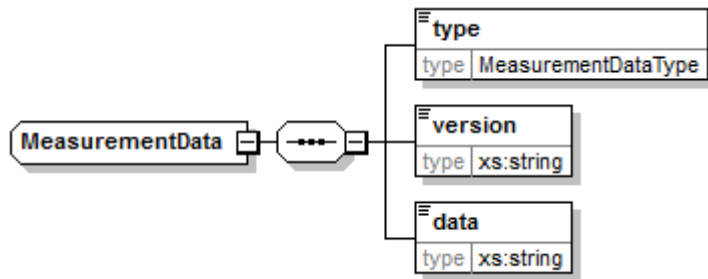 type
type MeasurementDataType
MeasurementData
version
type xs:string
data
type xs:string